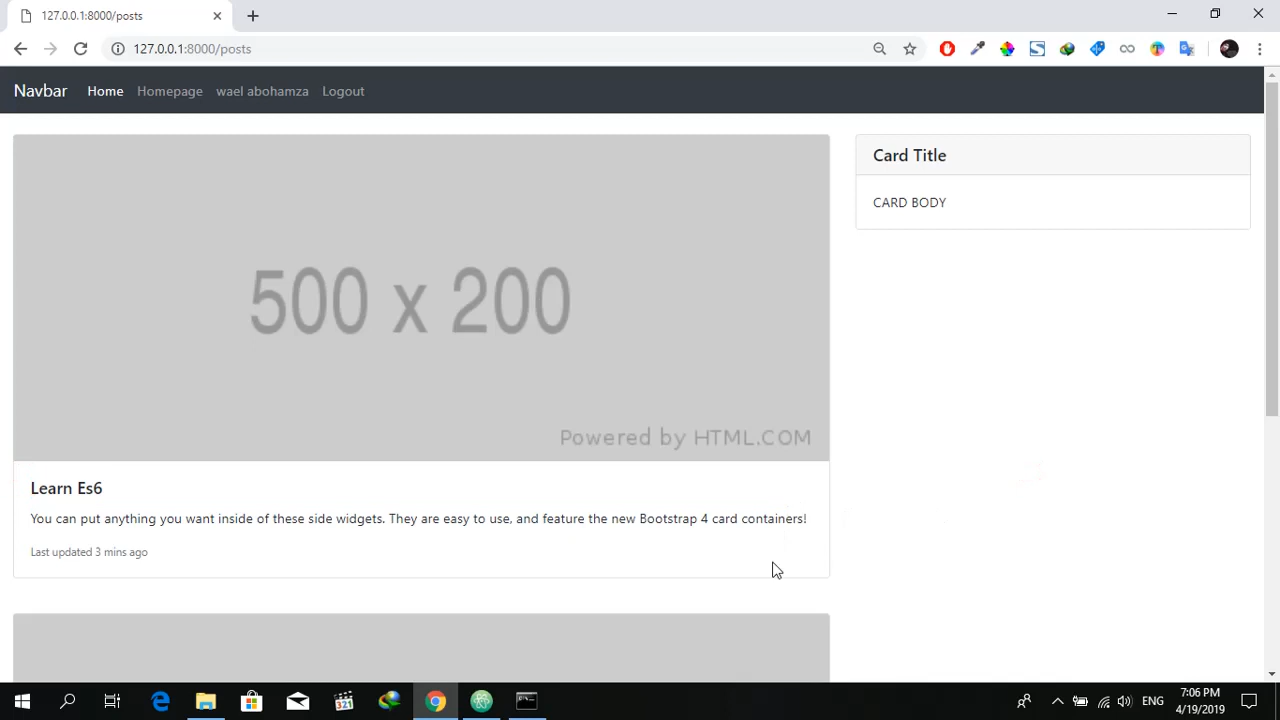 127.0.0.1:8000/posts
127.0.0.1:8000/posts
Navbar Home Homepage wael abohamza Logout
500 x 200
Powered by HTML.COM
Card Title
CARD BODY
Learn Es6
You can put anything you want inside of these side widgets. They are easy to use, and feature the new Bootstrap 4 card containers!
Last updated 3 mins ago
321
ENG
7:06 PM
4/19/2019